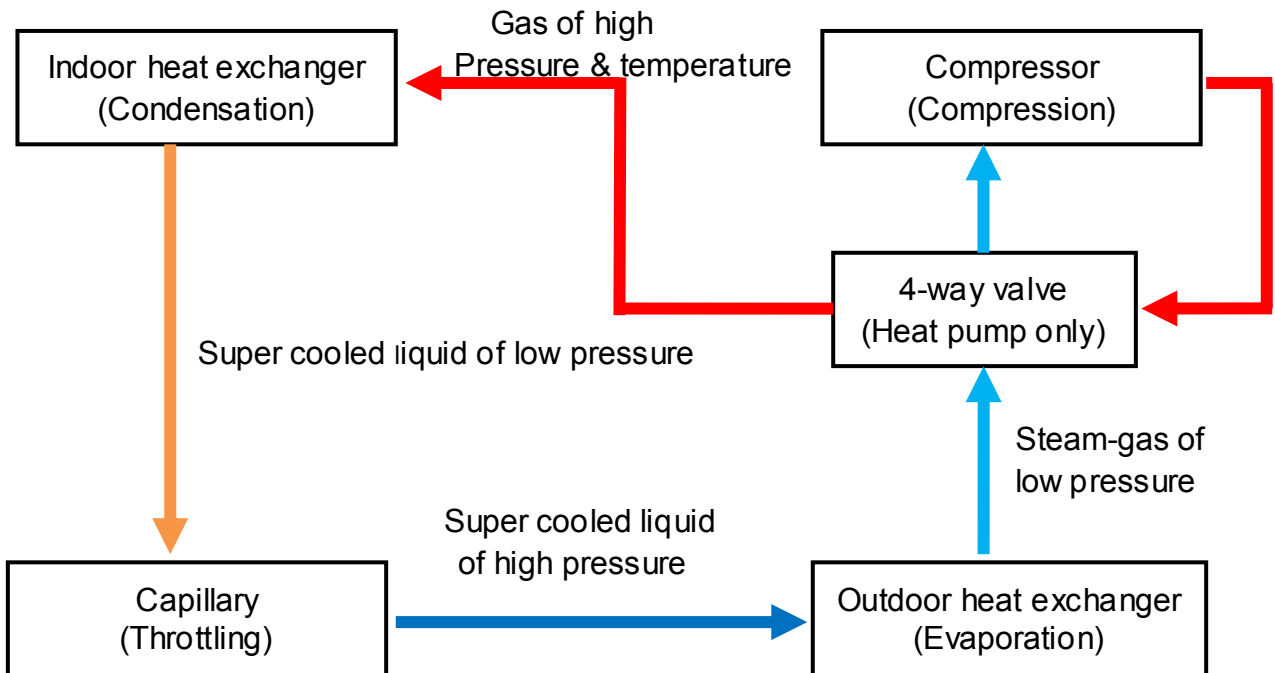 Gas of high
Pressure & temperature
Indoor heat exchanger
(Condensation)
Compressor
(Compression)
4-way valve
(Heat pump only)
Super cooled liquid of low pressure
Steam-gas of
low pressure
Super cooled liquid
of high pressure
Capillary
(Throttling)
Outdoor heat exchanger
(Evaporation)